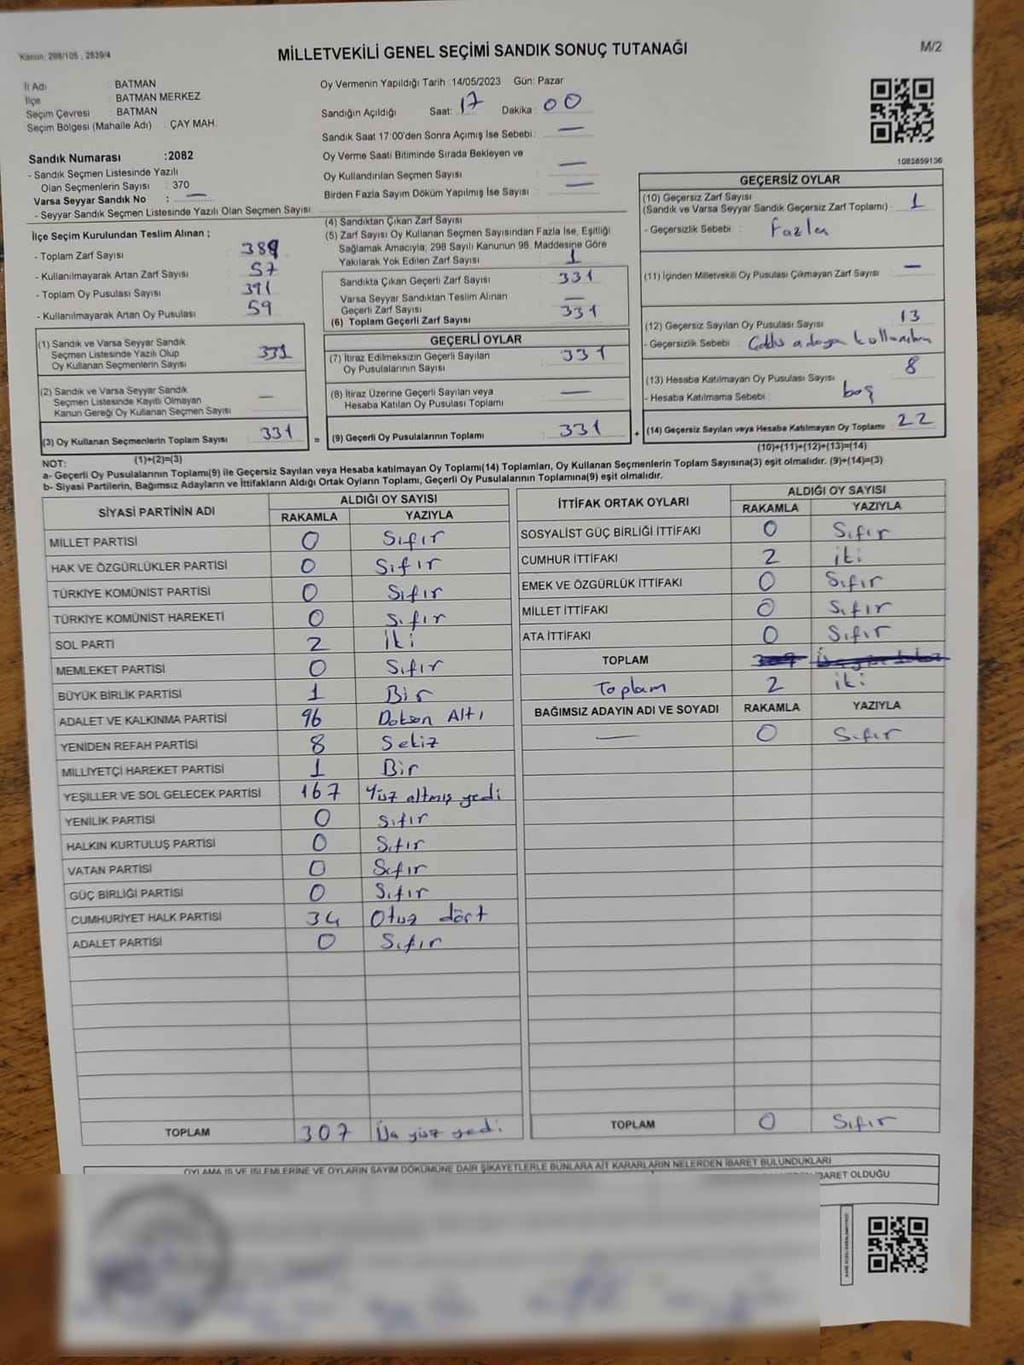 Kanun: 298/105 , 2839/4
MİLLETVEKİLİ GENEL SEÇİMİ SANDIK SONUÇ TUTANAĞI
M/2
İl Adı BATMAN
İlçe BATMAN MERKEZ
Seçim Çevresi BATMAN
Seçim Bölgesi (Mahalle Adı) : ÇAY MAH.
Sandık Numarası :2082
- Sandık Seçmen Listesinde Yazılı
Olan Seçmenlerin Sayısı : 370
Varsa Seyyar Sandık No : —
- Seyyar Sandık Seçmen Listesinde Yazılı Olan Seçmen Sayısı
Oy Vermenin Yapıldığı Tarih :14/05/2023 Gün: Pazar
Sandığın Açıldığı Saat: 17 Dakika : 00
Sandık Saat 17:00'den Sonra Açımış İse Sebebi : —
Oy Verme Saati Bitiminde Sırada Bekleyen ve
Oy Kullandırılan Seçmen Sayısı : —
Birden Fazla Sayım Döküm Yapılmış İse Sayısı : —
1083859136
İlçe Seçim Kurulundan Teslim Alınan ;
- Toplam Zarf Sayısı 389
- Kullanılmayarak Artan Zarf Sayısı 57
- Toplam Oy Pusulası Sayısı 391
- Kullanılmayarak Artan Oy Pusulası 59
(4) Sandıktan Çıkan Zarf Sayısı
(5) Zarf Sayısı Oy Kullanan Seçmen Sayısından Fazla İse, Eşitliği
Sağlamak Amacıyla, 298 Sayılı Kanunun 98. Maddesine Göre
Yakılarak Yok Edilen Zarf Sayısı 1
Sandıkta Çıkan Geçerli Zarf Sayısı 331
Varsa Seyyar Sandıktan Teslim Alınan
Geçerli Zarf Sayısı —
(6) Toplam Geçerli Zarf Sayısı 331
GEÇERSİZ OYLAR
(10) Geçersiz Zarf Sayısı
(Sandık ve Varsa Seyyar Sandık Geçersiz Zarf Toplamı) : 1
- Geçersizlik Sebebi : Fazlen
(11) İçinden Milletvekili Oy Pusulası Çıkmayan Zarf Sayısı : —
(12) Geçersiz Sayılan Oy Pusulası Sayısı : 13
- Geçersizlik Sebebi :
(13) Hesaba Katılmayan Oy Pusulası Sayısı : 8
- Hesaba Katılmama Sebebi : boş
(14) Geçersiz Sayılan veya Hesaba Katılmayan Oy Toplamı 22
(10)+(11)+(12)+(13)=(14)
(1) Sandık ve Varsa Seyyar Sandık
Seçmen Listesinde Yazılı Olup
Oy Kullanan Seçmenlerin Sayısı 331
(2) Sandık ve Varsa Seyyar Sandık
Seçmen Listesinde Kayıtlı Olmayan
Kanun Gereği Oy Kullanan Seçmen Sayısı —
(3) Oy Kullanan Seçmenlerin Toplam Sayısı 331
(1)+(2)=(3)
GEÇERLİ OYLAR
(7) İtiraz Edilmeksizin Geçerli Sayılan
Oy Pusulalarının Sayısı 331
(8) İtiraz Üzerine Geçerli Sayılan veya
Hesaba Katılan Oy Pusulası Toplamı —
= (9) Geçerli Oy Pusulalarının Toplamı 331 +
NOT:
a- Geçerli Oy Pusulalarının Toplamı(9) ile Geçersiz Sayılan veya Hesaba katılmayan Oy Toplamı(14) Toplamları, Oy Kullanan Seçmenlerin Toplam Sayısına(3) eşit olmalıdır. (9)+(14)=(3)
b- Siyasi Partilerin, Bağımsız Adayların ve İttifakların Aldığı Ortak Oyların Toplamı, Geçerli Oy Pusulalarının Toplamına(9) eşit olmalıdır.
SİYASİ PARTİNİN ADI ALDIĞI OY SAYISI
RAKAMLA YAZIYLA
MİLLET PARTİSİ 0 Sıfır
HAK VE ÖZGÜRLÜKLER PARTİSİ 0 Sıfır
TÜRKİYE KOMÜNİST PARTİSİ 0 Sıfır
TÜRKİYE KOMÜNİST HAREKETİ 0 Sıfır
SOL PARTİ 2 İki
MEMLEKET PARTİSİ 0 Sıfır
BÜYÜK BİRLİK PARTİSİ 1 Bir
ADALET VE KALKINMA PARTİSİ 96 Doksan Altı
YENİDEN REFAH PARTİSİ 8 Sekiz
MİLLİYETÇİ HAREKET PARTİSİ 1 Bir
YEŞİLLER VE SOL GELECEK PARTİSİ 167 Yüz altmış yedi
YENİLİK PARTİSİ 0 Sıfır
HALKIN KURTULUŞ PARTİSİ 0 Sıfır
VATAN PARTİSİ 0 Sıfır
GÜÇ BİRLİĞİ PARTİSİ 0 Sıfır
CUMHURİYET HALK PARTİSİ 34 Otuz dört
ADALET PARTİSİ 0 Sıfır
TOPLAM 307 Üç yüz yedi
İTTİFAK ORTAK OYLARI ALDIĞI OY SAYISI
RAKAMLA YAZIYLA
SOSYALİST GÜÇ BİRLİĞİ İTTİFAKI 0 Sıfır
CUMHUR İTTİFAKI 2 iki
EMEK VE ÖZGÜRLÜK İTTİFAKI 0 Sıfır
MİLLET İTTİFAKI 0 Sıfır
ATA İTTİFAKI 0 Sıfır
TOPLAM
Toplam 2 iki
BAĞIMSIZ ADAYIN ADI VE SOYADI RAKAMLA YAZIYLA
— 0 Sıfır
TOPLAM 0 Sıfır
OYLAMA İŞ VE İŞLEMLERİNE VE OYLARIN SAYIM DÖKÜMÜNE DAİR ŞİKAYETLERLE BUNLARA AİT KARARLARIN NELERDEN İBARET BULUNDUKLARI
İBARET OLDUĞU